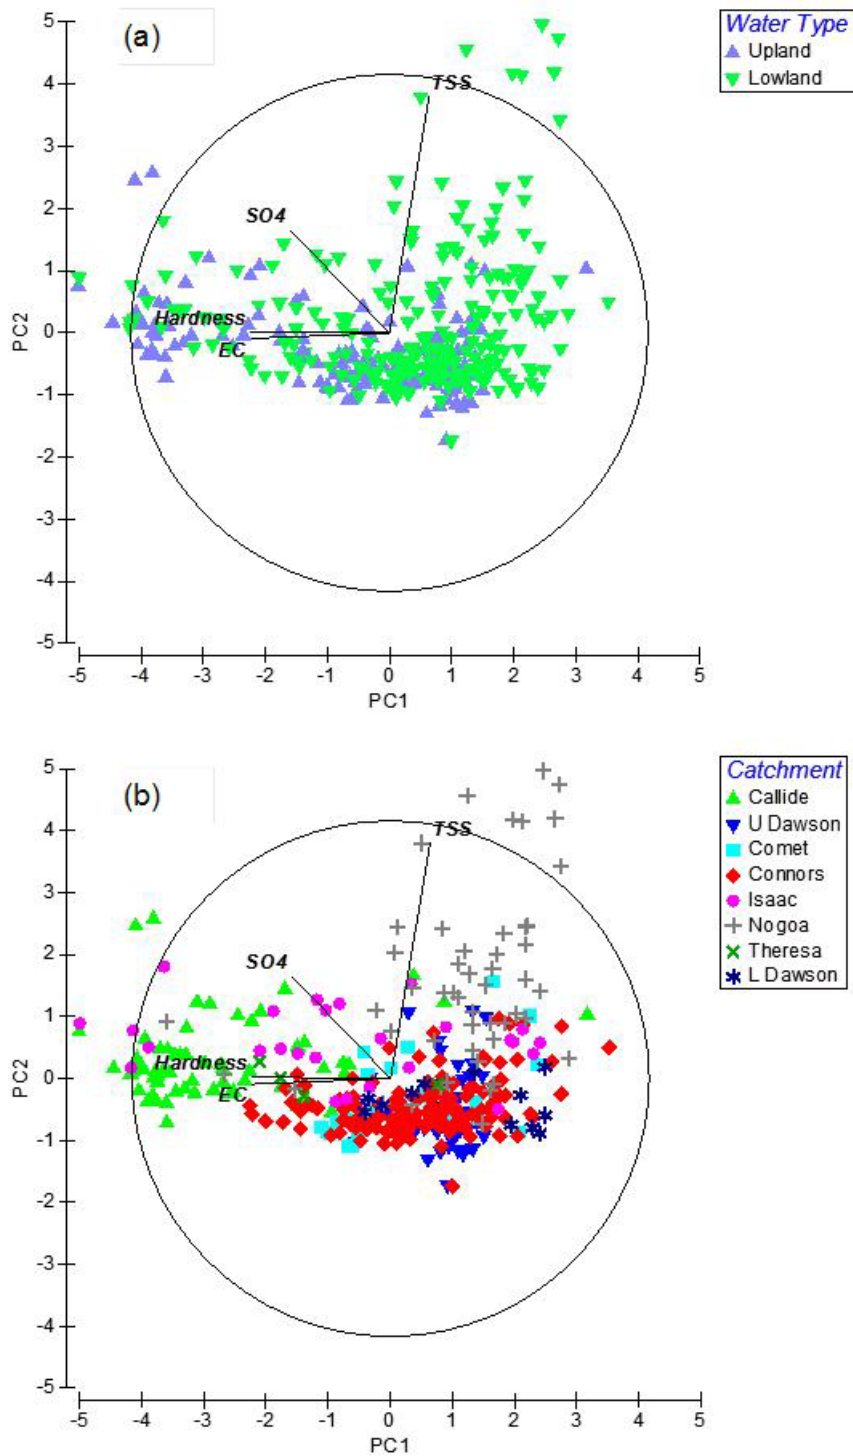 (a)
Water Type
Upland
Lowland
5
4
3
2
1
0
-1
-2
-3
-4
-5
PC2
TSS
SO4
Hardness
EC
-5 -4 -3 -2 -1 0 1 2 3 4 5
PC1
(b)
Catchment
Callide
U Dawson
Comet
Connors
Isaac
Nogoa
Theresa
L Dawson
5
4
3
2
1
0
-1
-2
-3
-4
-5
PC2
TSS
SO4
Hardness
EC
-5 -4 -3 -2 -1 0 1 2 3 4 5
PC1